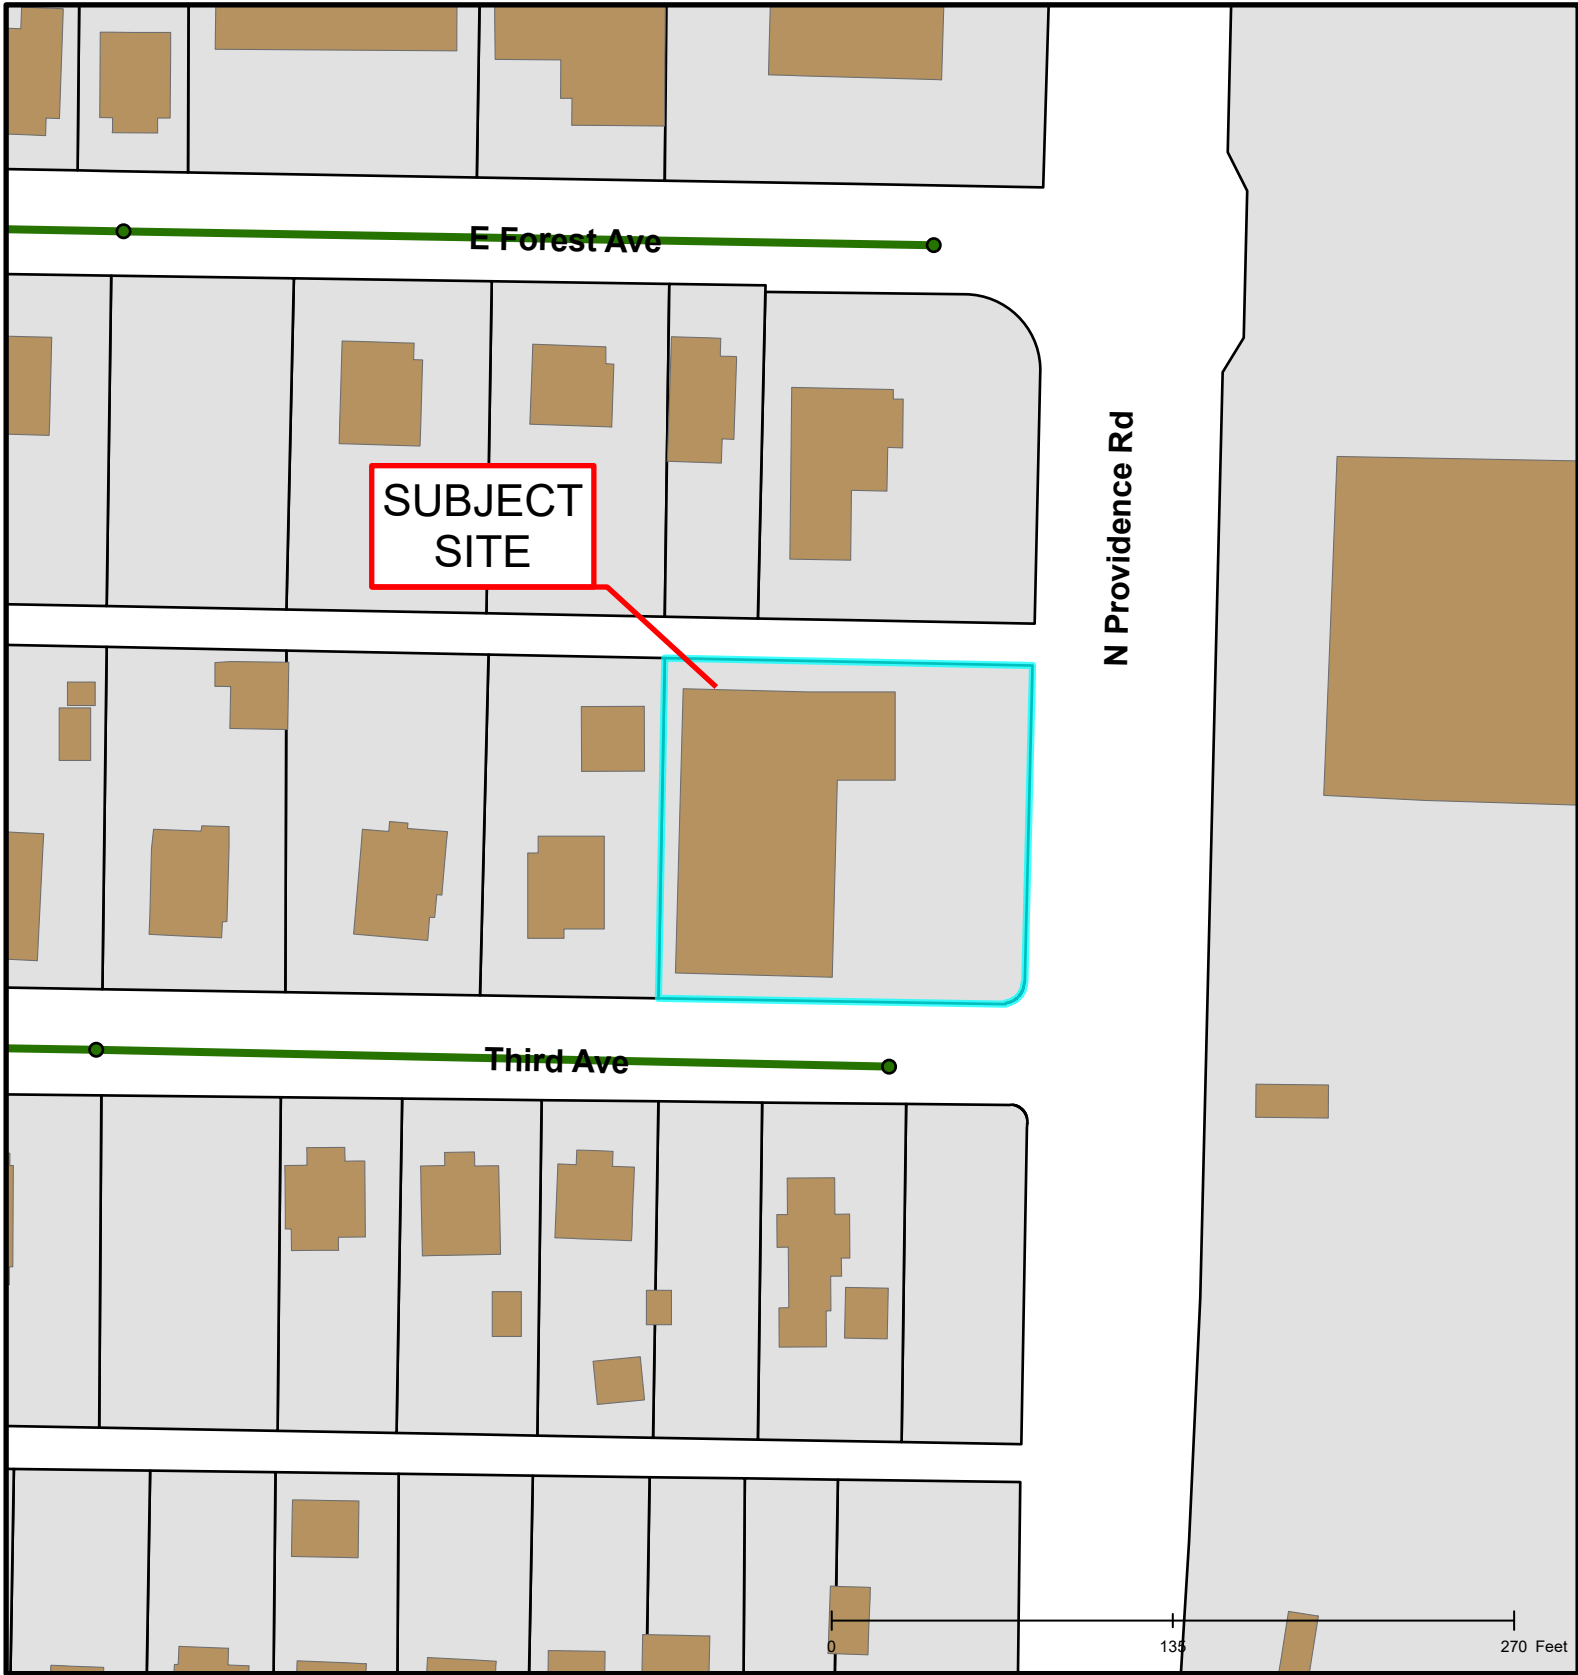 E Forest Ave
N Providence Rd
SUBJECT
SITE
Third Ave
0 135 270 Feet